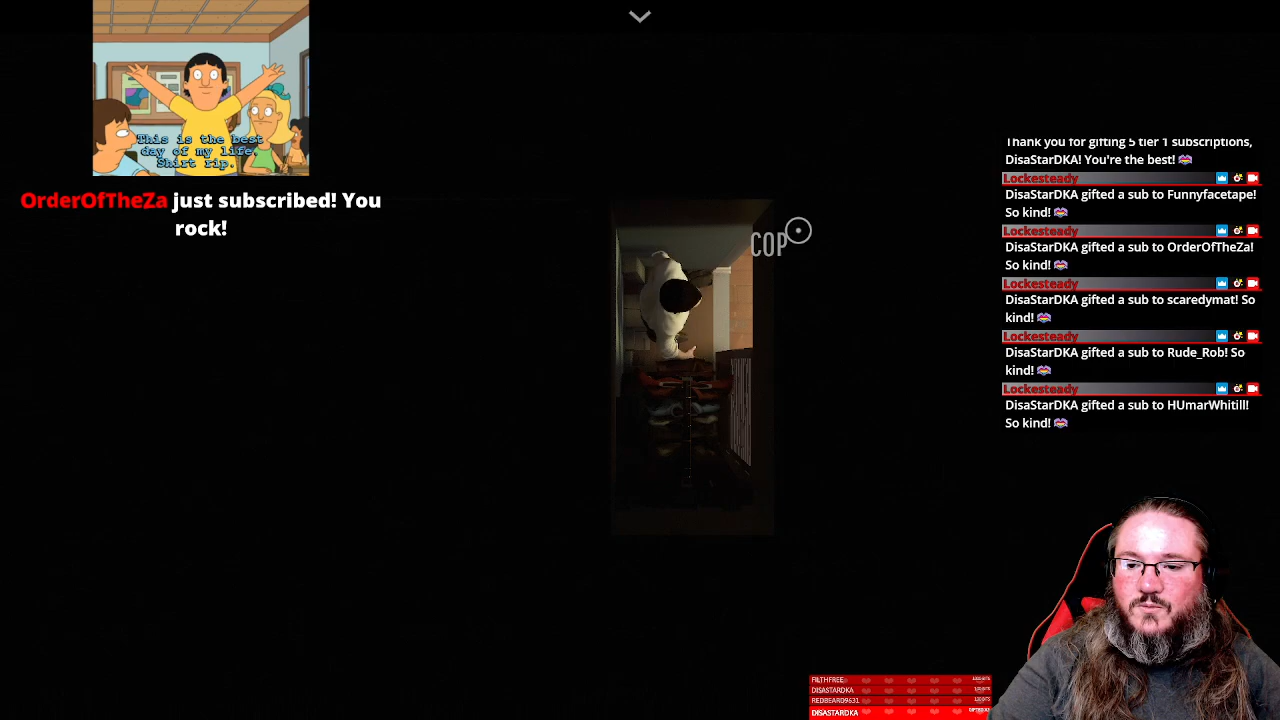 This is the best
day of my life.
Shirt rip.
OrderOfTheZa just subscribed! You
rock!
COP
Thank you for gifting 5 tier 1 subscriptions,
DisaStarDKA! You're the best!
Lockesteady
DisaStarDKA gifted a sub to Funnyfacetape!
So kind!
Lockesteady
DisaStarDKA gifted a sub to OrderOfTheZa!
So kind!
Lockesteady
DisaStarDKA gifted a sub to scaredymat! So
kind!
Lockesteady
DisaStarDKA gifted a sub to Rude_Rob! So
kind!
Lockesteady
DisaStarDKA gifted a sub to HUmarWhitill!
So kind!
FILTHFREE
DISASTARDKA
REDBEARD9631
DISASTARDKA